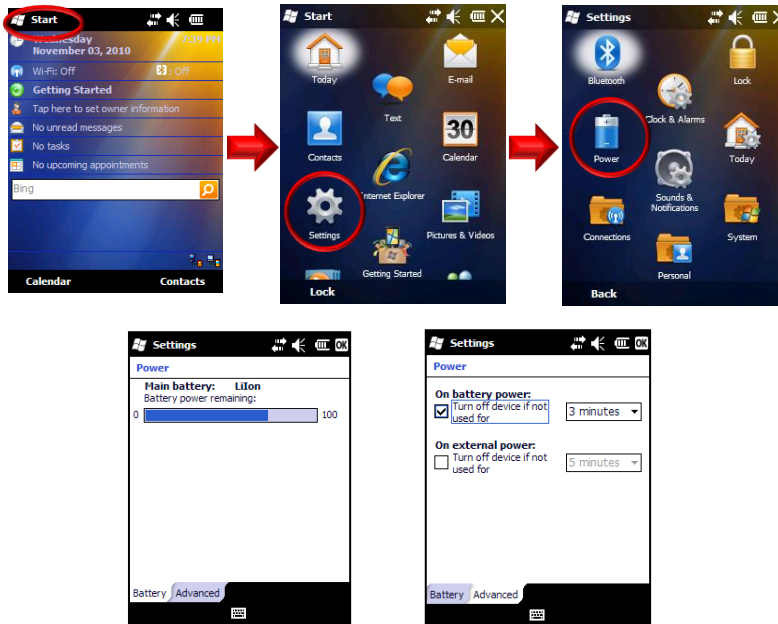 Start
Wednesday 7:39 PM
November 03, 2010
Wi-Fi: Off : Off
Getting Started
Tap here to set owner information
No unread messages
No tasks
No upcoming appointments
Bing
Calendar Contacts
Start
Today
E-mail
Text
Contacts
30
Calendar
Internet Explorer
Settings
Pictures & Videos
Getting Started
Lock
Settings
Bluetooth
Lock
Clock & Alarms
Power
Today
Sounds &
Notifications
Connections
System
Personal
Back
Settings OK
Power
Main battery: LiIon
Battery power remaining:
0 100
Battery Advanced
Settings OK
Power
On battery power:
Turn off device if not
used for
3 minutes
On external power:
Turn off device if not
used for
5 minutes
Battery Advanced